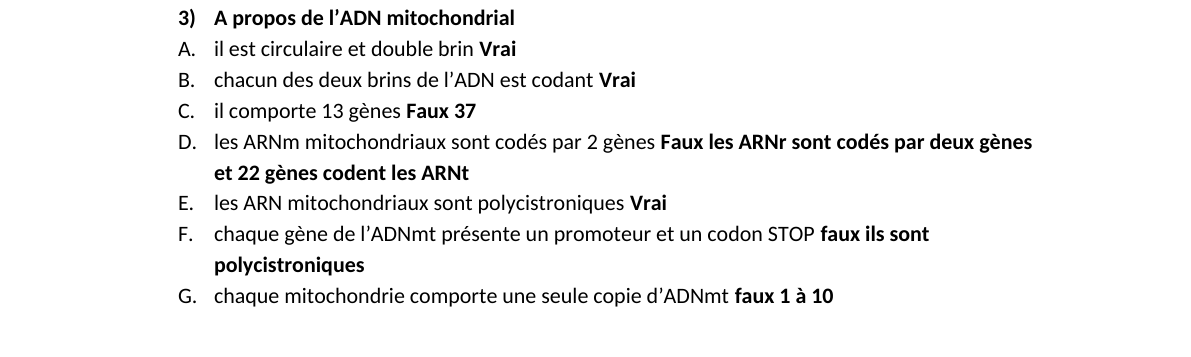 3) A propos de l’ADN mitochondrial
A. il est circulaire et double brin Vrai
B. chacun des deux brins de l’ADN est codant Vrai
C. il comporte 13 gènes Faux 37
D. les ARNm mitochondriaux sont codés par 2 gènes Faux les ARNr sont codés par deux gènes
et 22 gènes codent les ARNt
E. les ARN mitochondriaux sont polycistroniques Vrai
F. chaque gène de l’ADNmt présente un promoteur et un codon STOP faux ils sont
polycistroniques
G. chaque mitochondrie comporte une seule copie d’ADNmt faux 1 à 10